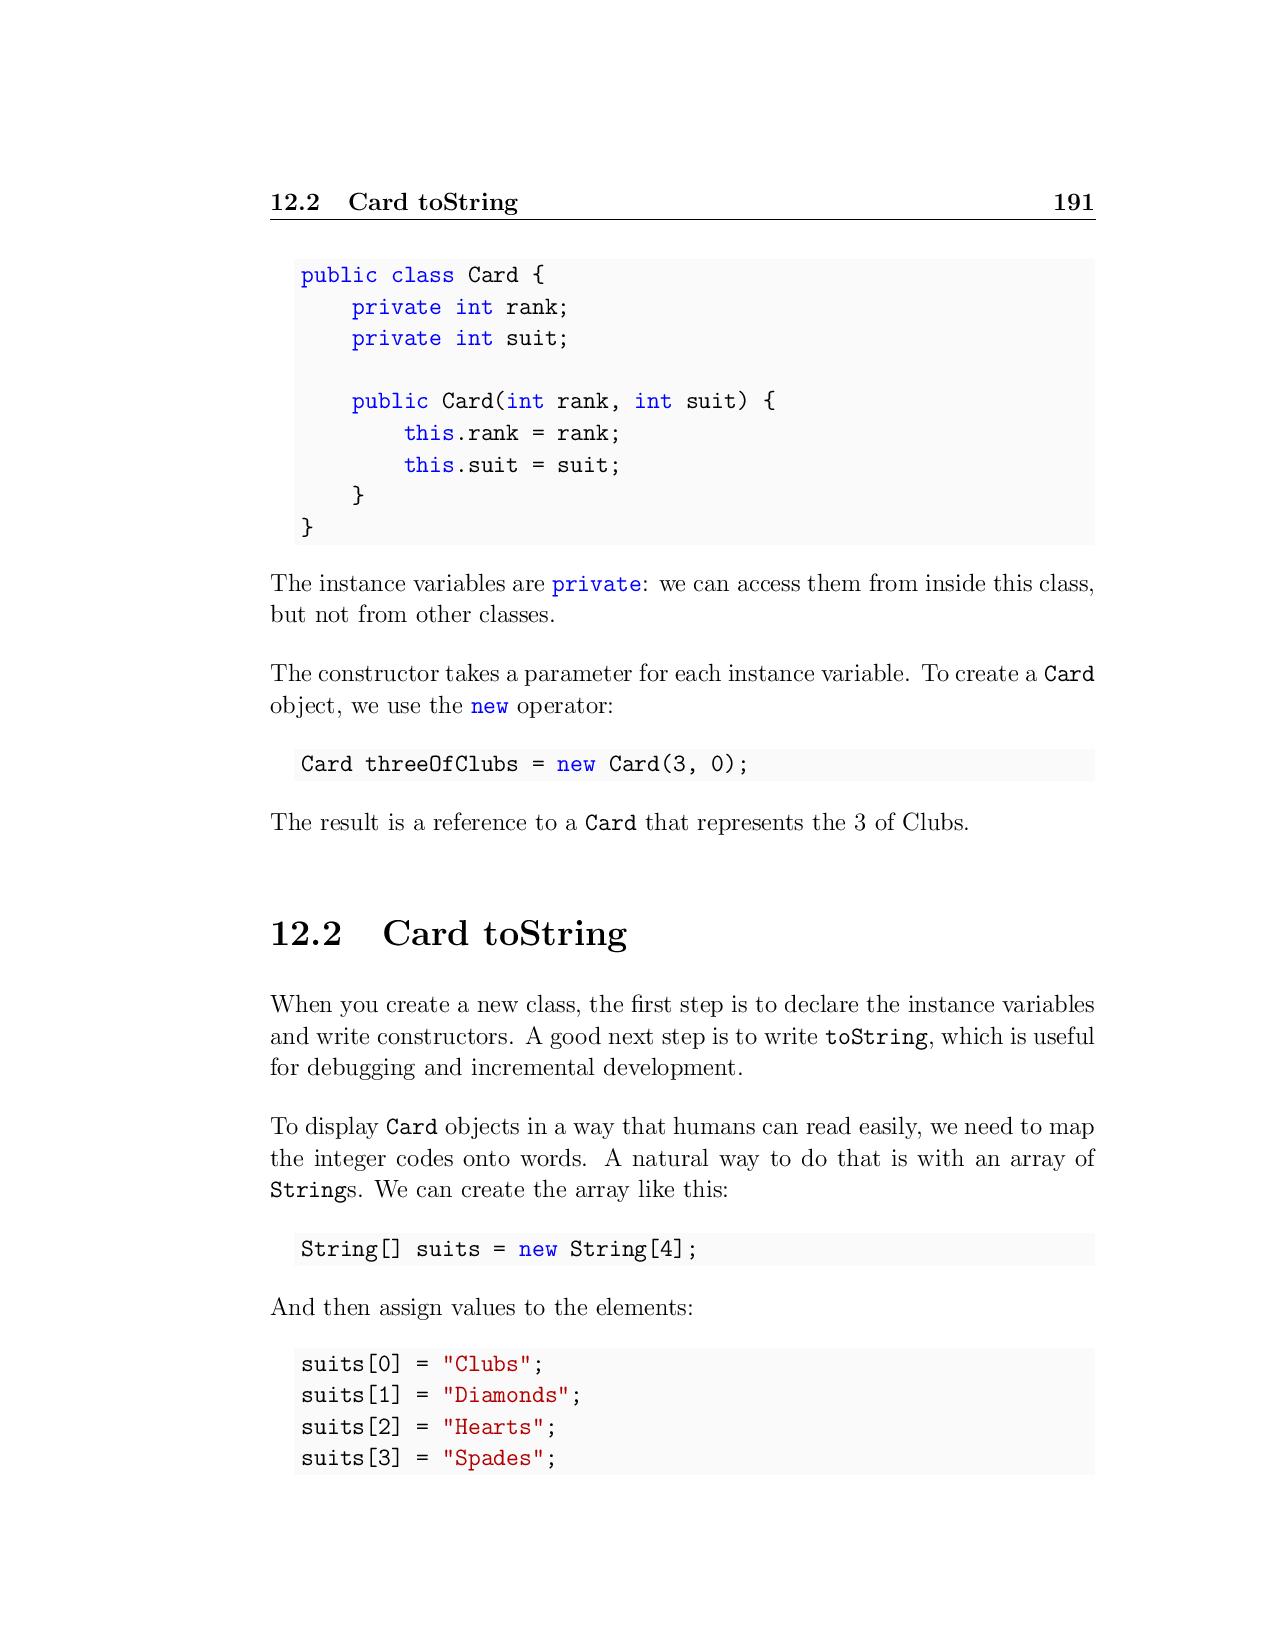 12.2 Card toString 191
public class Card {
    private int rank;
    private int suit;

    public Card(int rank, int suit) {
        this.rank = rank;
        this.suit = suit;
    }
}
The instance variables are private: we can access them from inside this class,
but not from other classes.
The constructor takes a parameter for each instance variable. To create a Card
object, we use the new operator:
Card threeOfClubs = new Card(3, 0);
The result is a reference to a Card that represents the 3 of Clubs.
12.2 Card toString
When you create a new class, the first step is to declare the instance variables
and write constructors. A good next step is to write toString, which is useful
for debugging and incremental development.
To display Card objects in a way that humans can read easily, we need to map
the integer codes onto words. A natural way to do that is with an array of
Strings. We can create the array like this:
String[] suits = new String[4];
And then assign values to the elements:
suits[0] = "Clubs";
suits[1] = "Diamonds";
suits[2] = "Hearts";
suits[3] = "Spades";